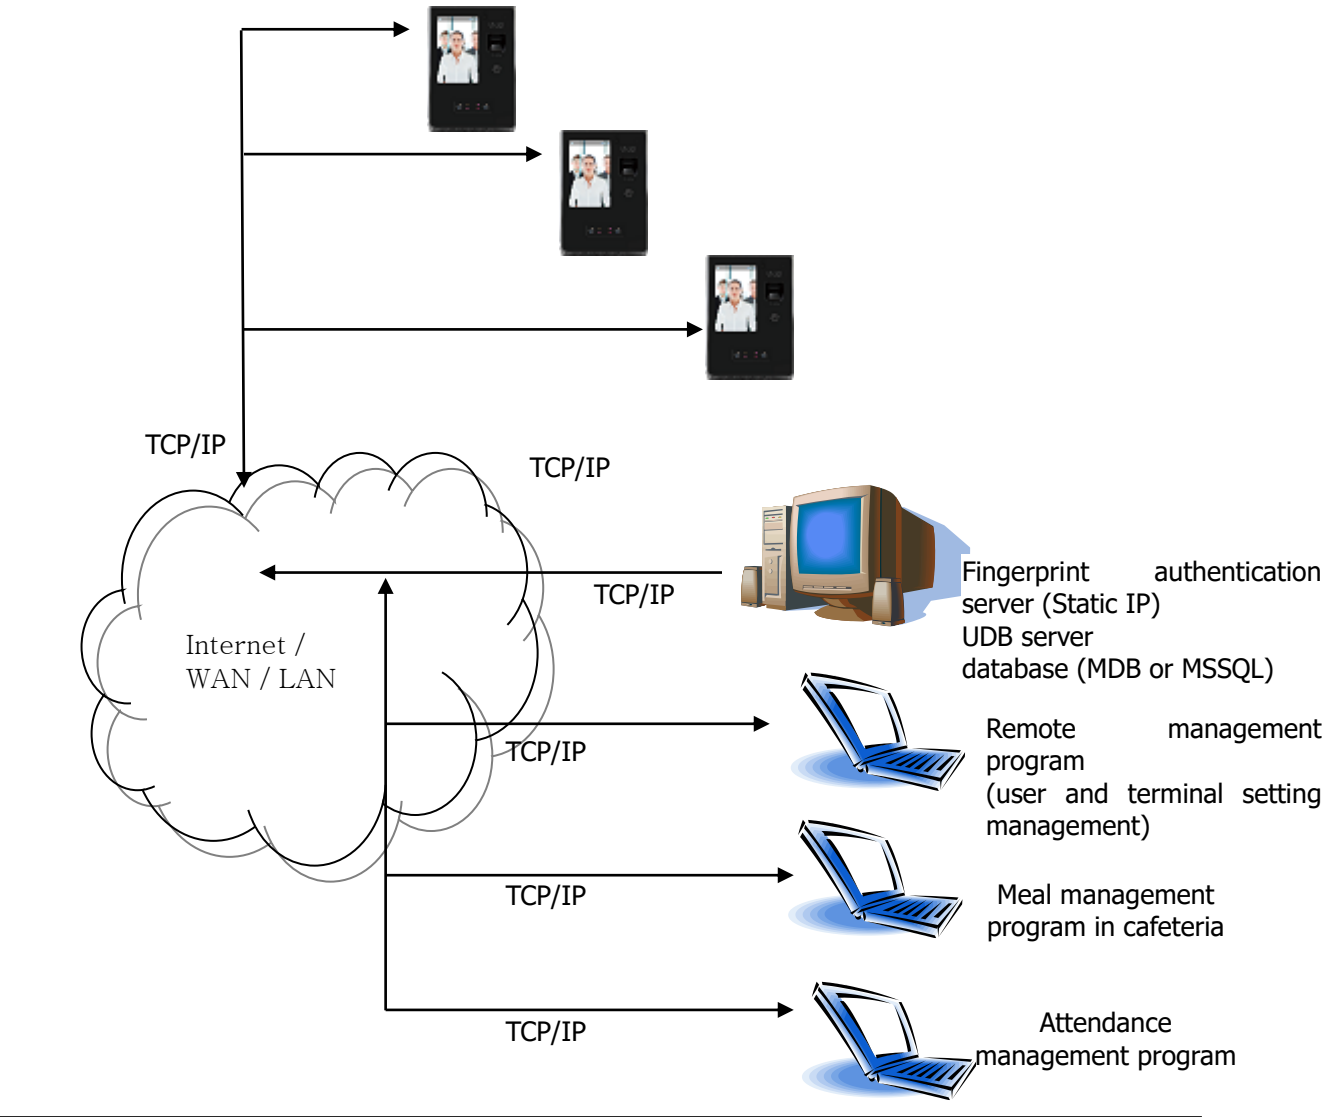 TCP/IP
TCP/IP
TCP/IP
Fingerprint authentication
server (Static IP)
UDB server
database (MDB or MSSQL)
Internet /
WAN / LAN
TCP/IP
Remote management
program
(user and terminal setting
management)
TCP/IP
Meal management
program in cafeteria
TCP/IP
Attendance
management program